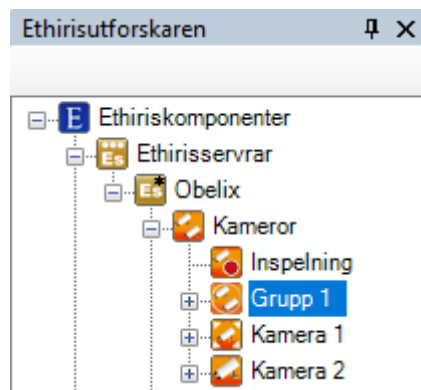 Ethirisutforskaren
Ethiriskomponenter
Ethirisservrar
Obelix
Kameror
Inspelning
Grupp 1
Kamera 1
Kamera 2